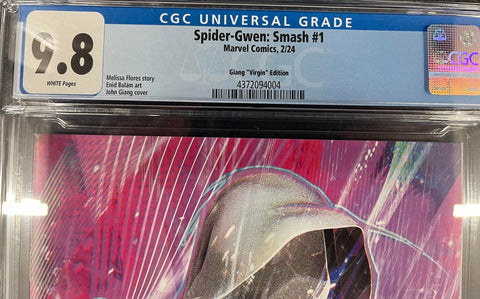 CGC UNIVERSAL GRADE
9.8
WHITE Pages
Spider-Gwen: Smash #1
Marvel Comics, 2/24
Giang "Virgin" Edition
Melissa Flores story
Enid Balám art
John Giang cover
4372094004
CGC